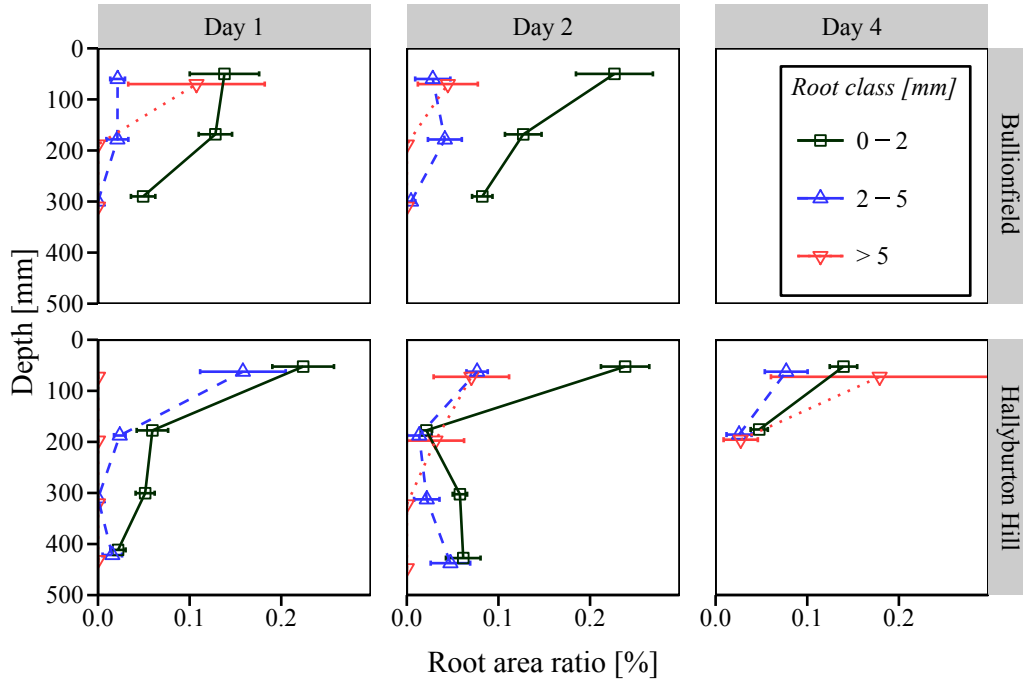 Day 1
Day 2
Day 4
0
100
200
300
400
500
Root class [mm]
0 – 2
2 – 5
> 5
Bullionfield
Depth [mm]
0
100
200
300
400
500
Hallyburton Hill
0.0
0.1
0.2
0.0
0.1
0.2
0.0
0.1
0.2
Root area ratio [%]